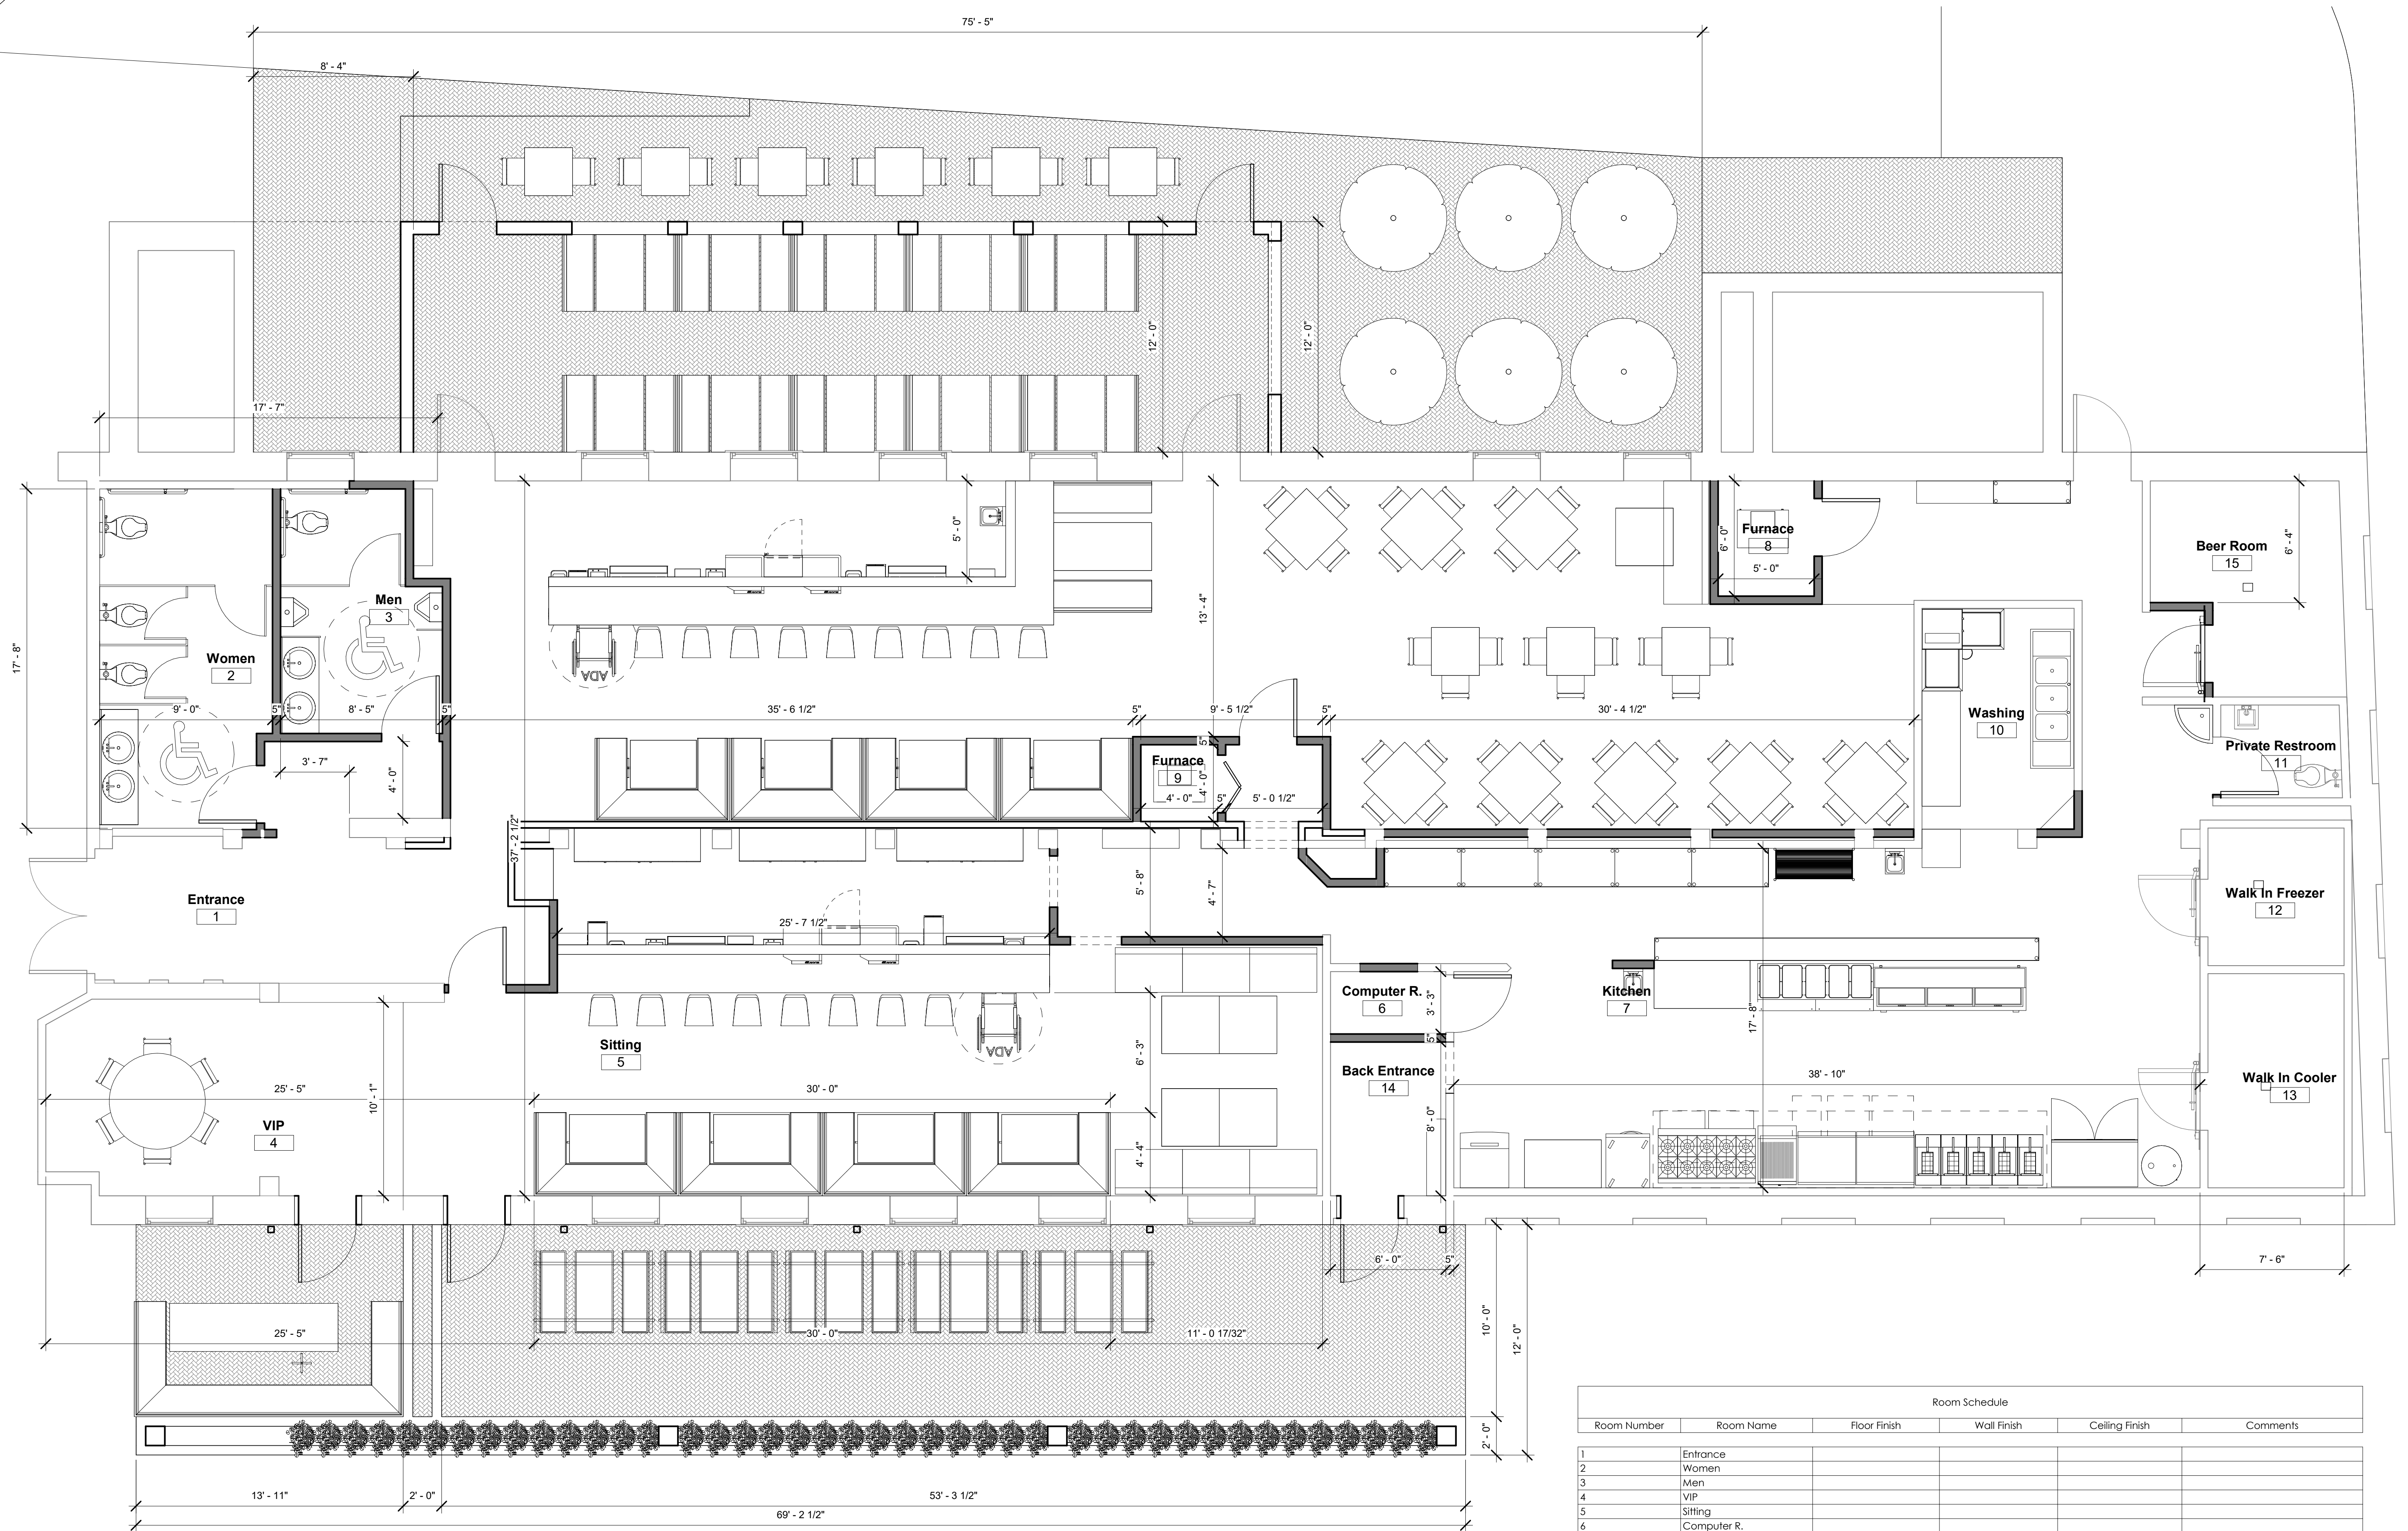 75' - 5"
8' - 4"
12' - 0"
12' - 0"
17' - 7"
17' - 8"
5' - 0"
13' - 4"
6' - 0"
Furnace
8
5' - 0"
Beer Room
15
6' - 4"
Men
3
Women
2
ADA
9' - 0"
5"
8' - 5"
5"
35' - 6 1/2"
5"
9' - 5 1/2"
5"
30' - 4 1/2"
Washing
10
Private Restroom
11
3' - 7"
4' - 0"
5"
Furnace
9
4' - 0"
4' - 0"
5"
5' - 0 1/2"
37' - 2 1/2"
5' - 8"
4' - 7"
Entrance
1
25' - 7 1/2"
Walk In Freezer
12
Computer R.
6
3' - 3"
Kitchen
7
17' - 8"
Sitting
5
ADA
6' - 3"
5"
Back Entrance
14
38' - 10"
Walk In Cooler
13
25' - 5"
10' - 1"
30' - 0"
8' - 0"
VIP
4
4' - 4"
6' - 0"
5"
7' - 6"
25' - 5"
30' - 0"
11' - 0 17/32"
10' - 0"
12' - 0"
2' - 0"
13' - 11"
2' - 0"
53' - 3 1/2"
69' - 2 1/2"
Room Schedule
Room Number Room Name Floor Finish Wall Finish Ceiling Finish Comments
1 Entrance
2 Women
3 Men
4 VIP
5 Sitting
6 Computer R.